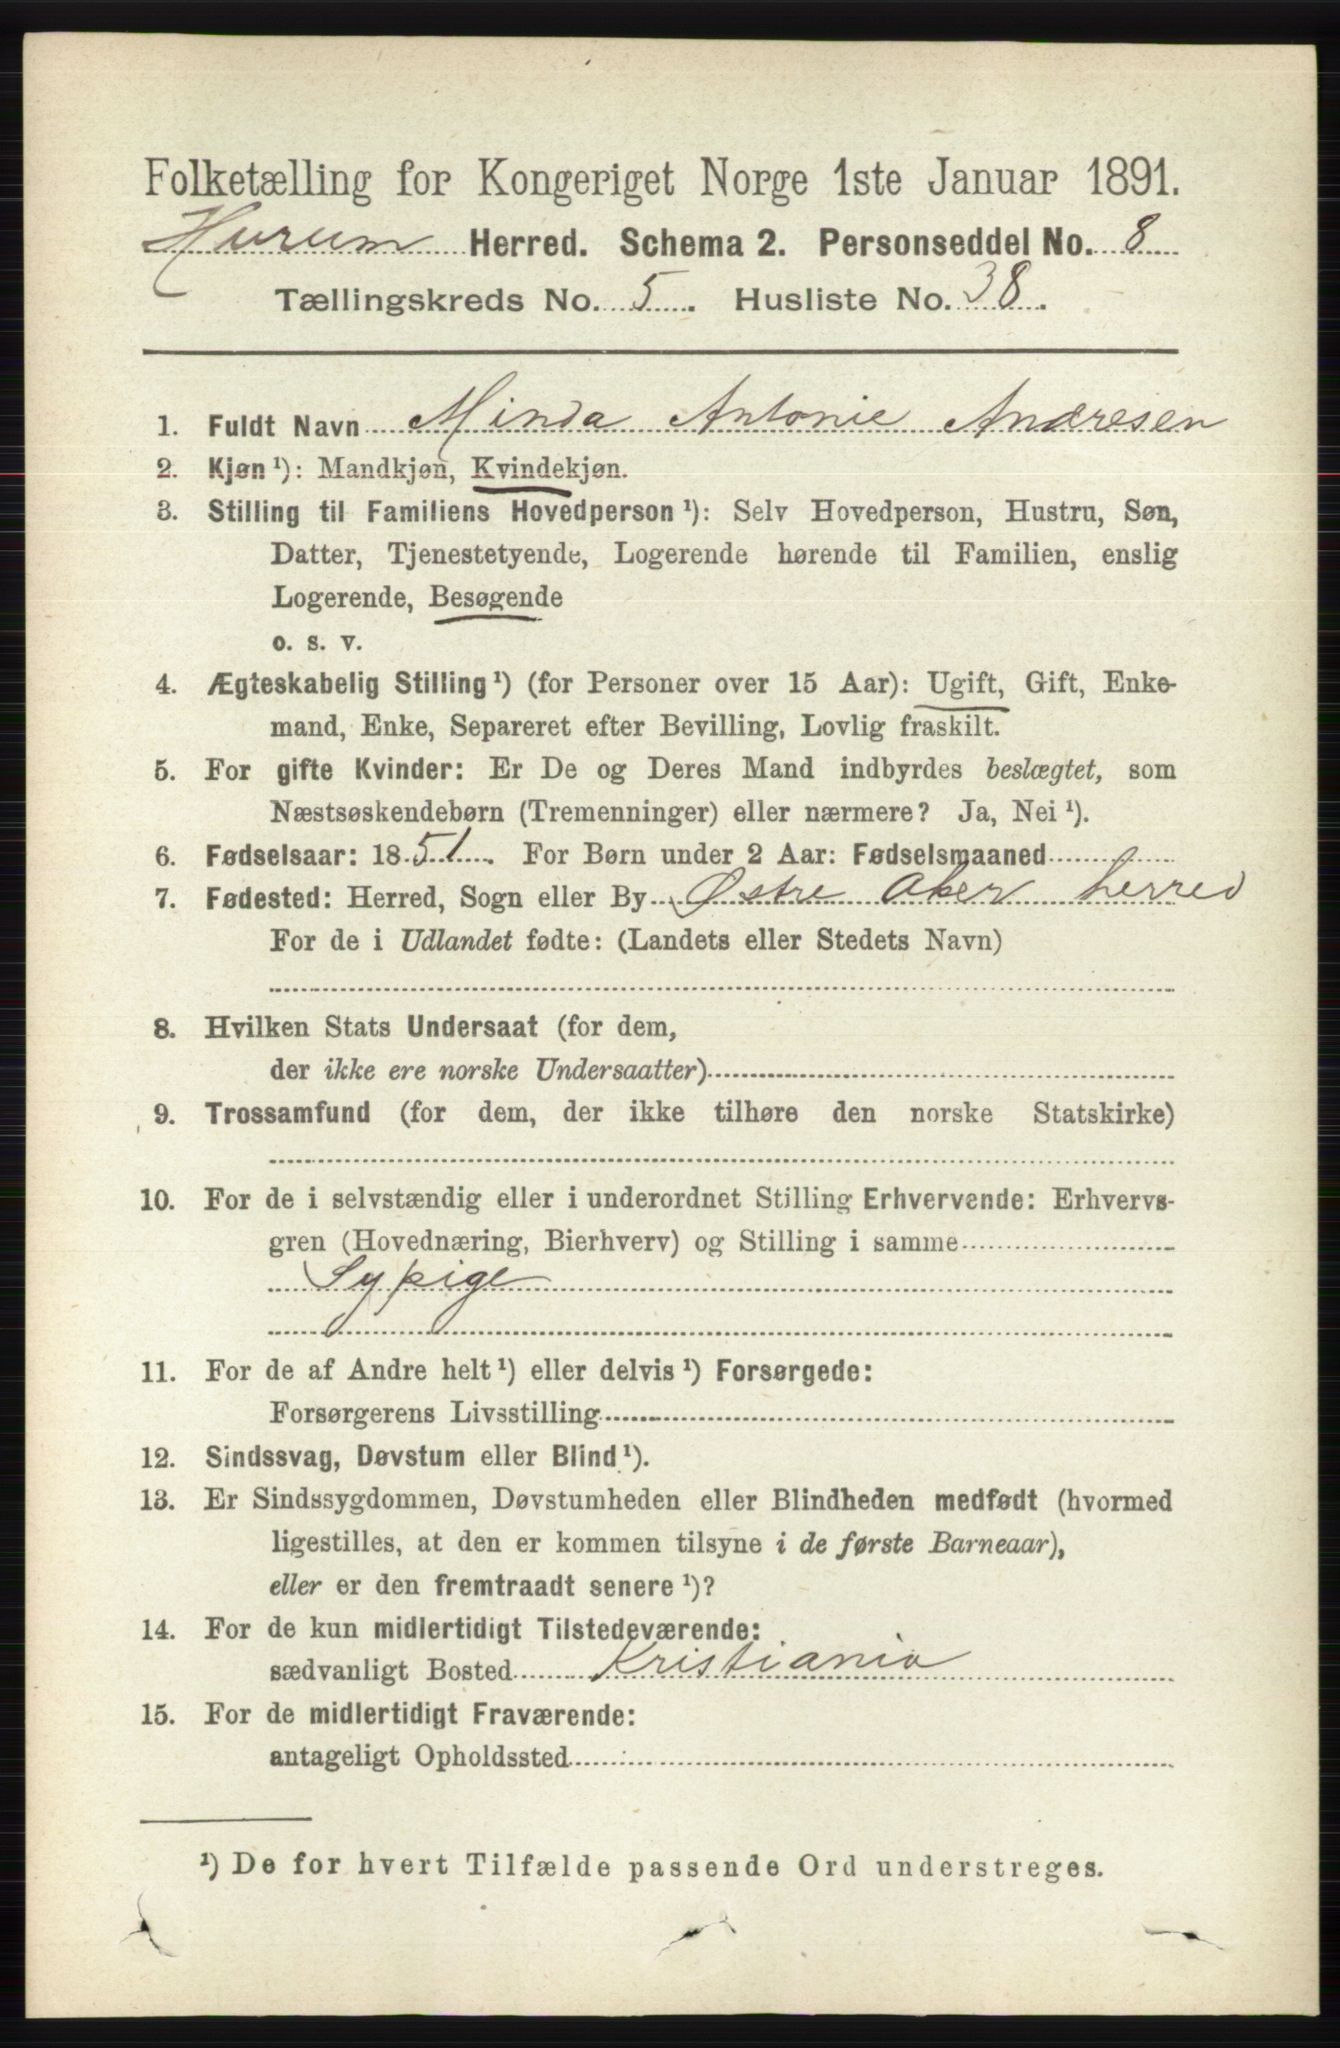 Folketælling for Kongeriget Norge 1ste Januar 1891.
Hurum Herred. Schema 2. Personseddel No. 8
Tællingskreds No. 5. Husliste No. 38.
1. Fuldt Navn Minda Antonie Andresen
2. Kjøn ¹): Mandkjøn, Kvindekjøn.
3. Stilling til Familiens Hovedperson ¹): Selv Hovedperson, Hustru, Søn,
Datter, Tjenestetyende, Logerende hørende til Familien, enslig
Logerende, Besøgende
o. s. v.
4. Ægteskabelig Stilling ¹) (for Personer over 15 Aar): Ugift, Gift, Enke-
mand, Enke, Separeret efter Bevilling, Lovlig fraskilt.
5. For gifte Kvinder: Er De og Deres Mand indbyrdes beslægtet, som
Næstsøskendebørn (Tremenninger) eller nærmere? Ja, Nei ¹).
6. Fødselsaar: 1851. For Børn under 2 Aar: Fødselsmaaned
7. Fødested: Herred, Sogn eller By Østre Aker herred
For de i Udlandet fødte: (Landets eller Stedets Navn)
8. Hvilken Stats Undersaat (for dem,
der ikke ere norske Undersaatter)
9. Trossamfund (for dem, der ikke tilhøre den norske Statskirke)
10. For de i selvstændig eller i underordnet Stilling Erhvervende: Erhvervs-
gren (Hovednæring, Bierhverv) og Stilling i samme
Sypige
11. For de af Andre helt ¹) eller delvis ¹) Forsørgede:
Forsørgerens Livsstilling
12. Sindssvag, Døvstum eller Blind ¹).
13. Er Sindssygdommen, Døvstumheden eller Blindheden medfødt (hvormed
ligestilles, at den er kommen tilsyne i de første Barneaar),
eller er den fremtraadt senere ¹)?
14. For de kun midlertidigt Tilstedeværende:
sædvanligt Bosted Kristiania
15. For de midlertidigt Fraværende:
antageligt Opholdssted
¹) De for hvert Tilfælde passende Ord understreges.